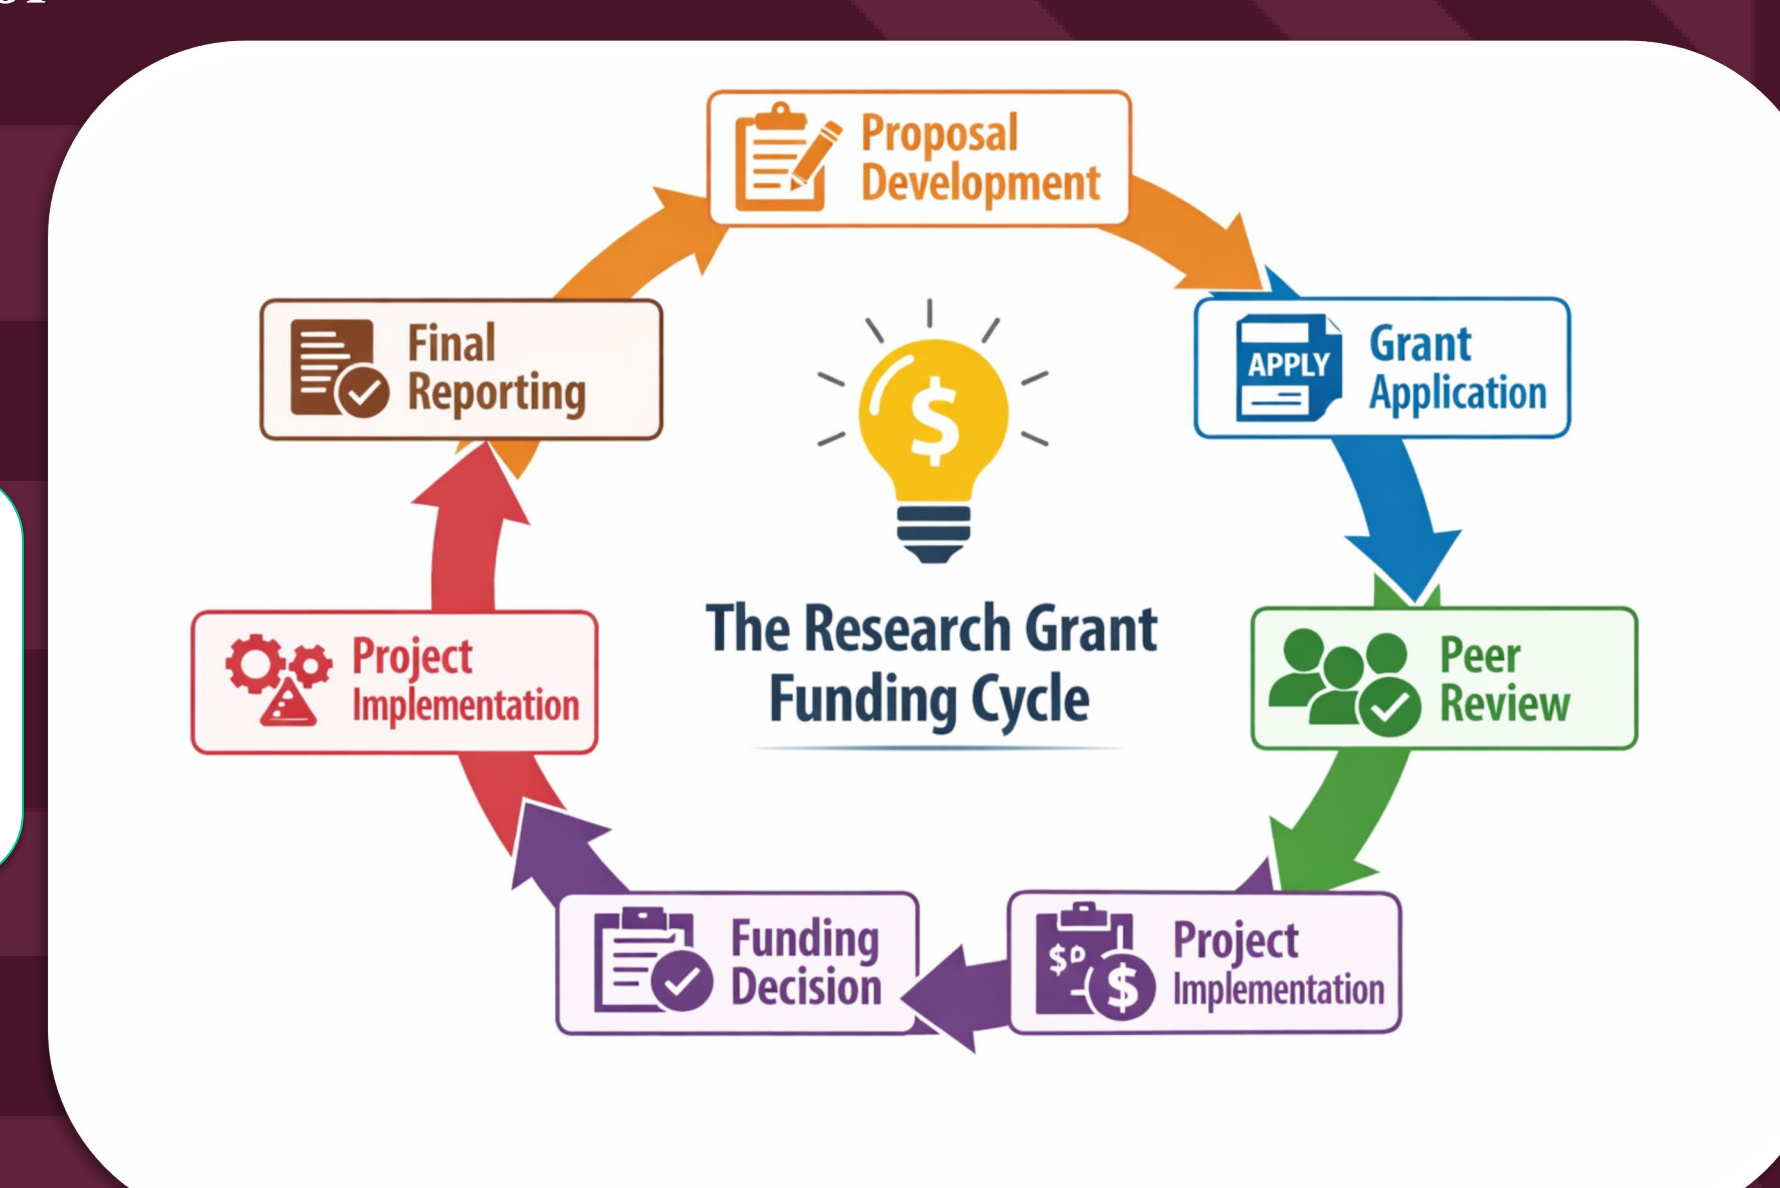 Proposal
Development
APPLY
Grant
Application
Peer
Review
$
Project
Implementation
Funding
Decision
Project
Implementation
Final
Reporting
$
The Research Grant
Funding Cycle